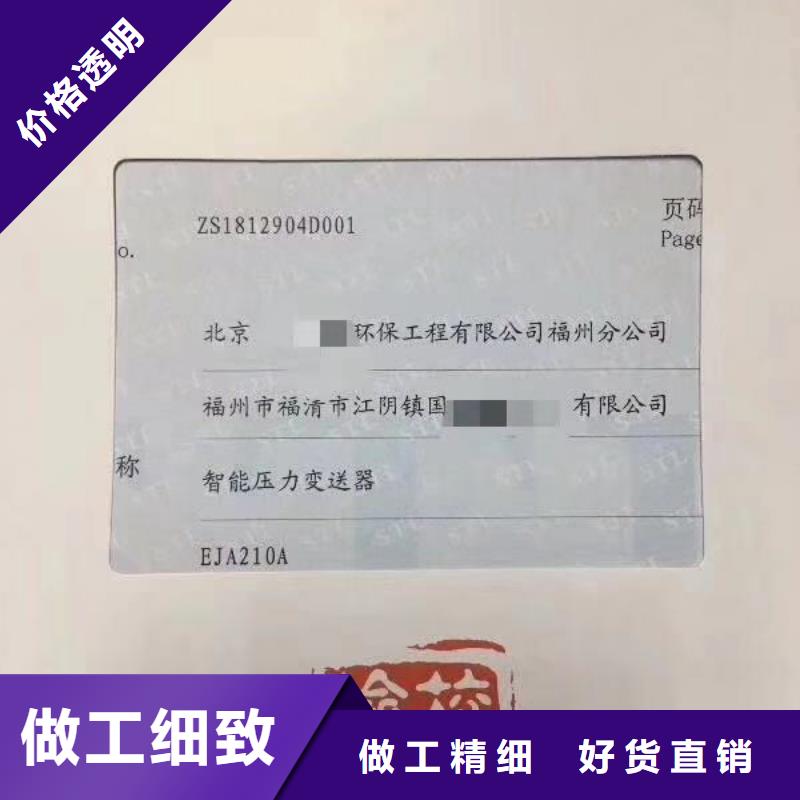 价格透明
ZS1812904D001
页码
Page
o.
北京 环保工程有限公司福州分公司
福州市福清市江阴镇国 有限公司
称
智能压力变送器
EJA210A
做工细致
做工精细 好货直销